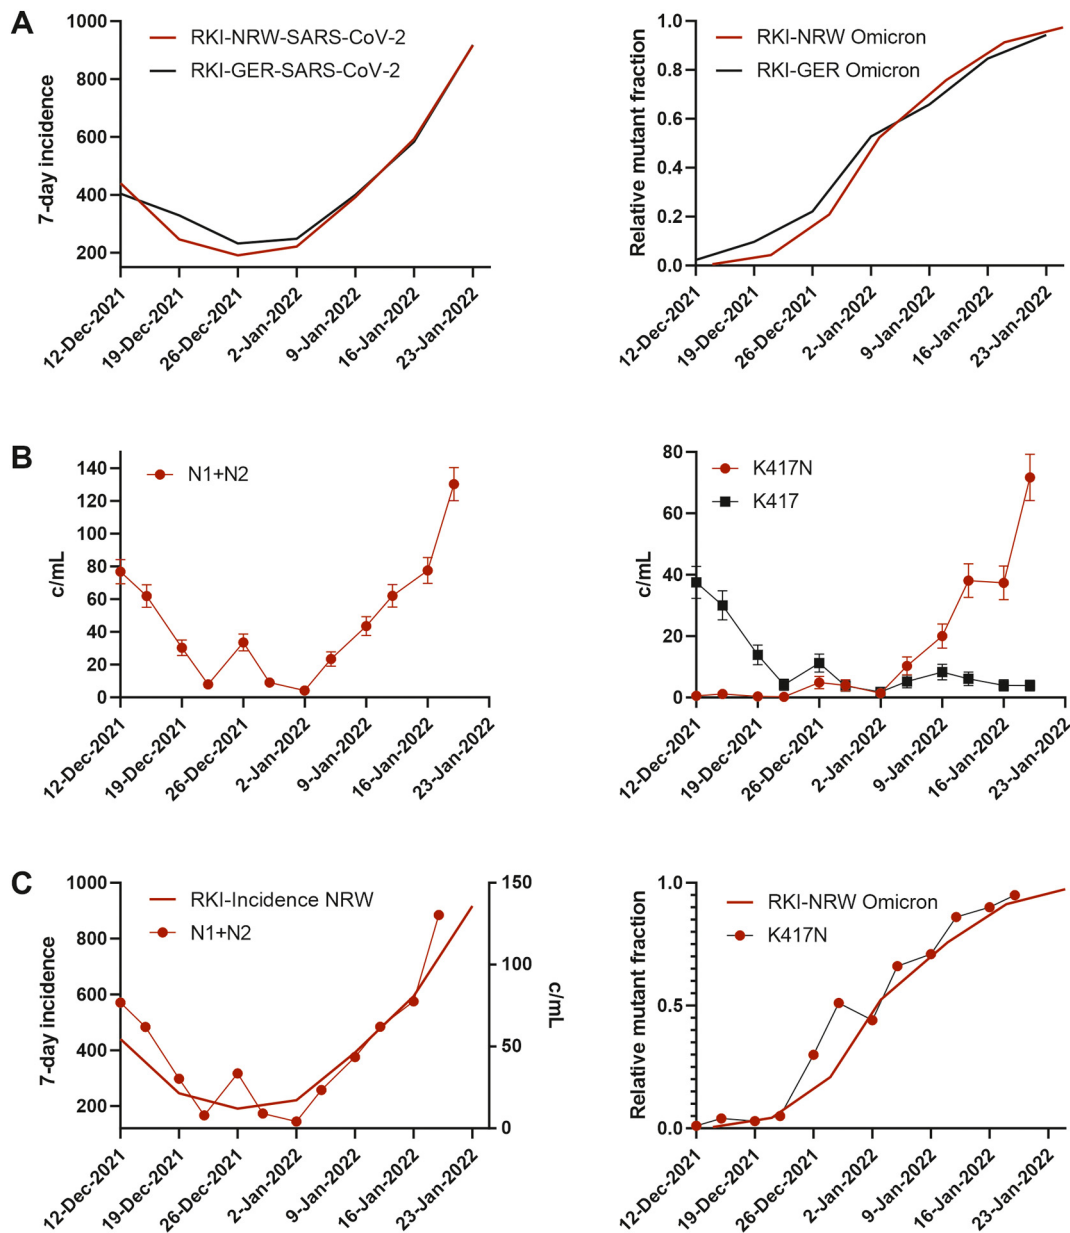 A
1000
800
600
400
200
7-day incidence
RKI-NRW-SARS-CoV-2
RKI-GER-SARS-CoV-2
12-Dec-2021
19-Dec-2021
26-Dec-2021
2-Jan-2022
9-Jan-2022
16-Jan-2022
23-Jan-2022
1.0
0.8
0.6
0.4
0.2
0.0
Relative mutant fraction
RKI-NRW Omicron
RKI-GER Omicron
12-Dec-2021
19-Dec-2021
26-Dec-2021
2-Jan-2022
9-Jan-2022
16-Jan-2022
23-Jan-2022
B
140
120
100
80
60
40
20
0
c/mL
N1+N2
12-Dec-2021
19-Dec-2021
26-Dec-2021
2-Jan-2022
9-Jan-2022
16-Jan-2022
23-Jan-2022
80
60
40
20
0
c/mL
K417N
K417
12-Dec-2021
19-Dec-2021
26-Dec-2021
2-Jan-2022
9-Jan-2022
16-Jan-2022
23-Jan-2022
C
1000
800
600
400
200
7-day incidence
RKI-Incidence NRW
N1+N2
150
100
50
0
c/mL
12-Dec-2021
19-Dec-2021
26-Dec-2021
2-Jan-2022
9-Jan-2022
16-Jan-2022
23-Jan-2022
1.0
0.5
0.0
Relative mutant fraction
RKI-NRW Omicron
K417N
12-Dec-2021
19-Dec-2021
26-Dec-2021
2-Jan-2022
9-Jan-2022
16-Jan-2022
23-Jan-2022